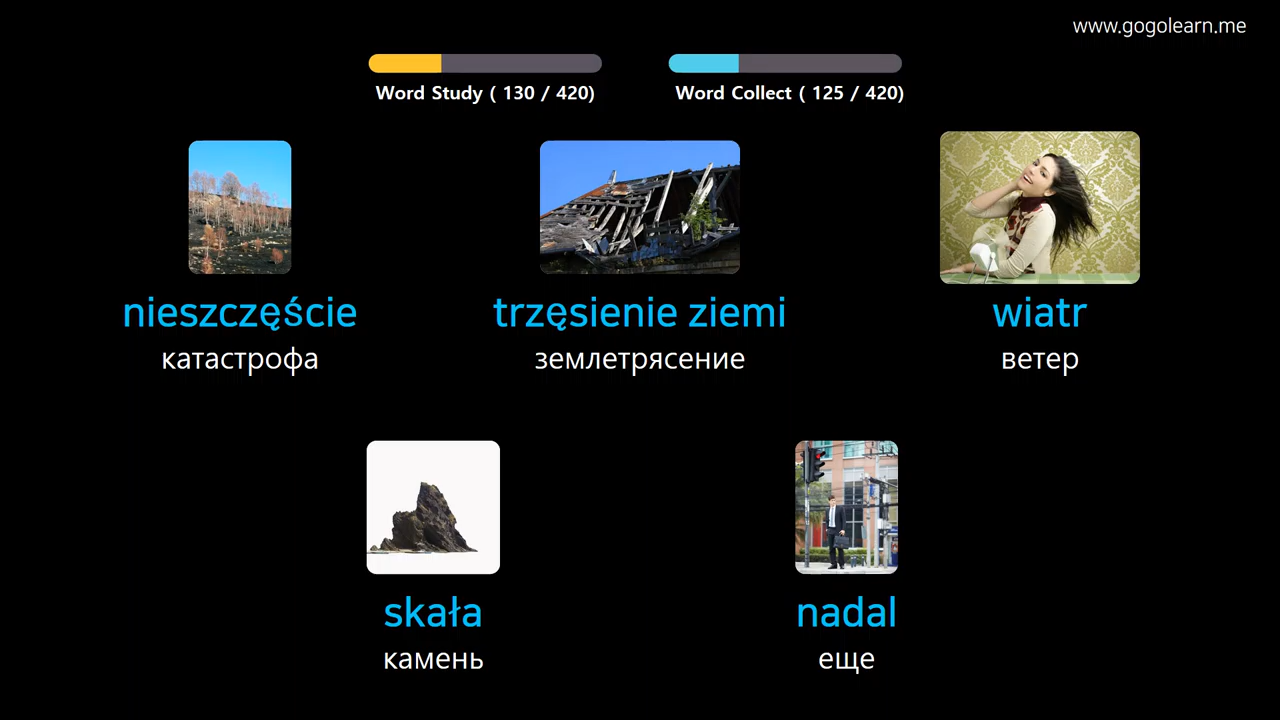 www.gogolearn.me
Word Study ( 130 / 420)
Word Collect ( 125 / 420)
nieszczęście
катастрофа
trzęsienie ziemi
землетрясение
wiatr
ветер
skała
камень
nadal
еще